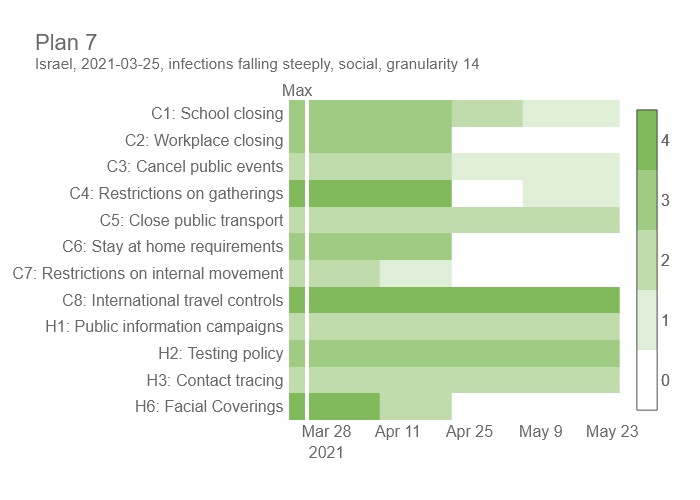 Plan 7
Israel, 2021-03-25, infections falling steeply, social, granularity 14
Max
C1: School closing
C2: Workplace closing
C3: Cancel public events
C4: Restrictions on gatherings
C5: Close public transport
C6: Stay at home requirements
C7: Restrictions on internal movement
C8: International travel controls
H1: Public information campaigns
H2: Testing policy
H3: Contact tracing
H6: Facial Coverings
Mar 28 Apr 11 Apr 25 May 9 May 23
2021
4
3
2
1
0